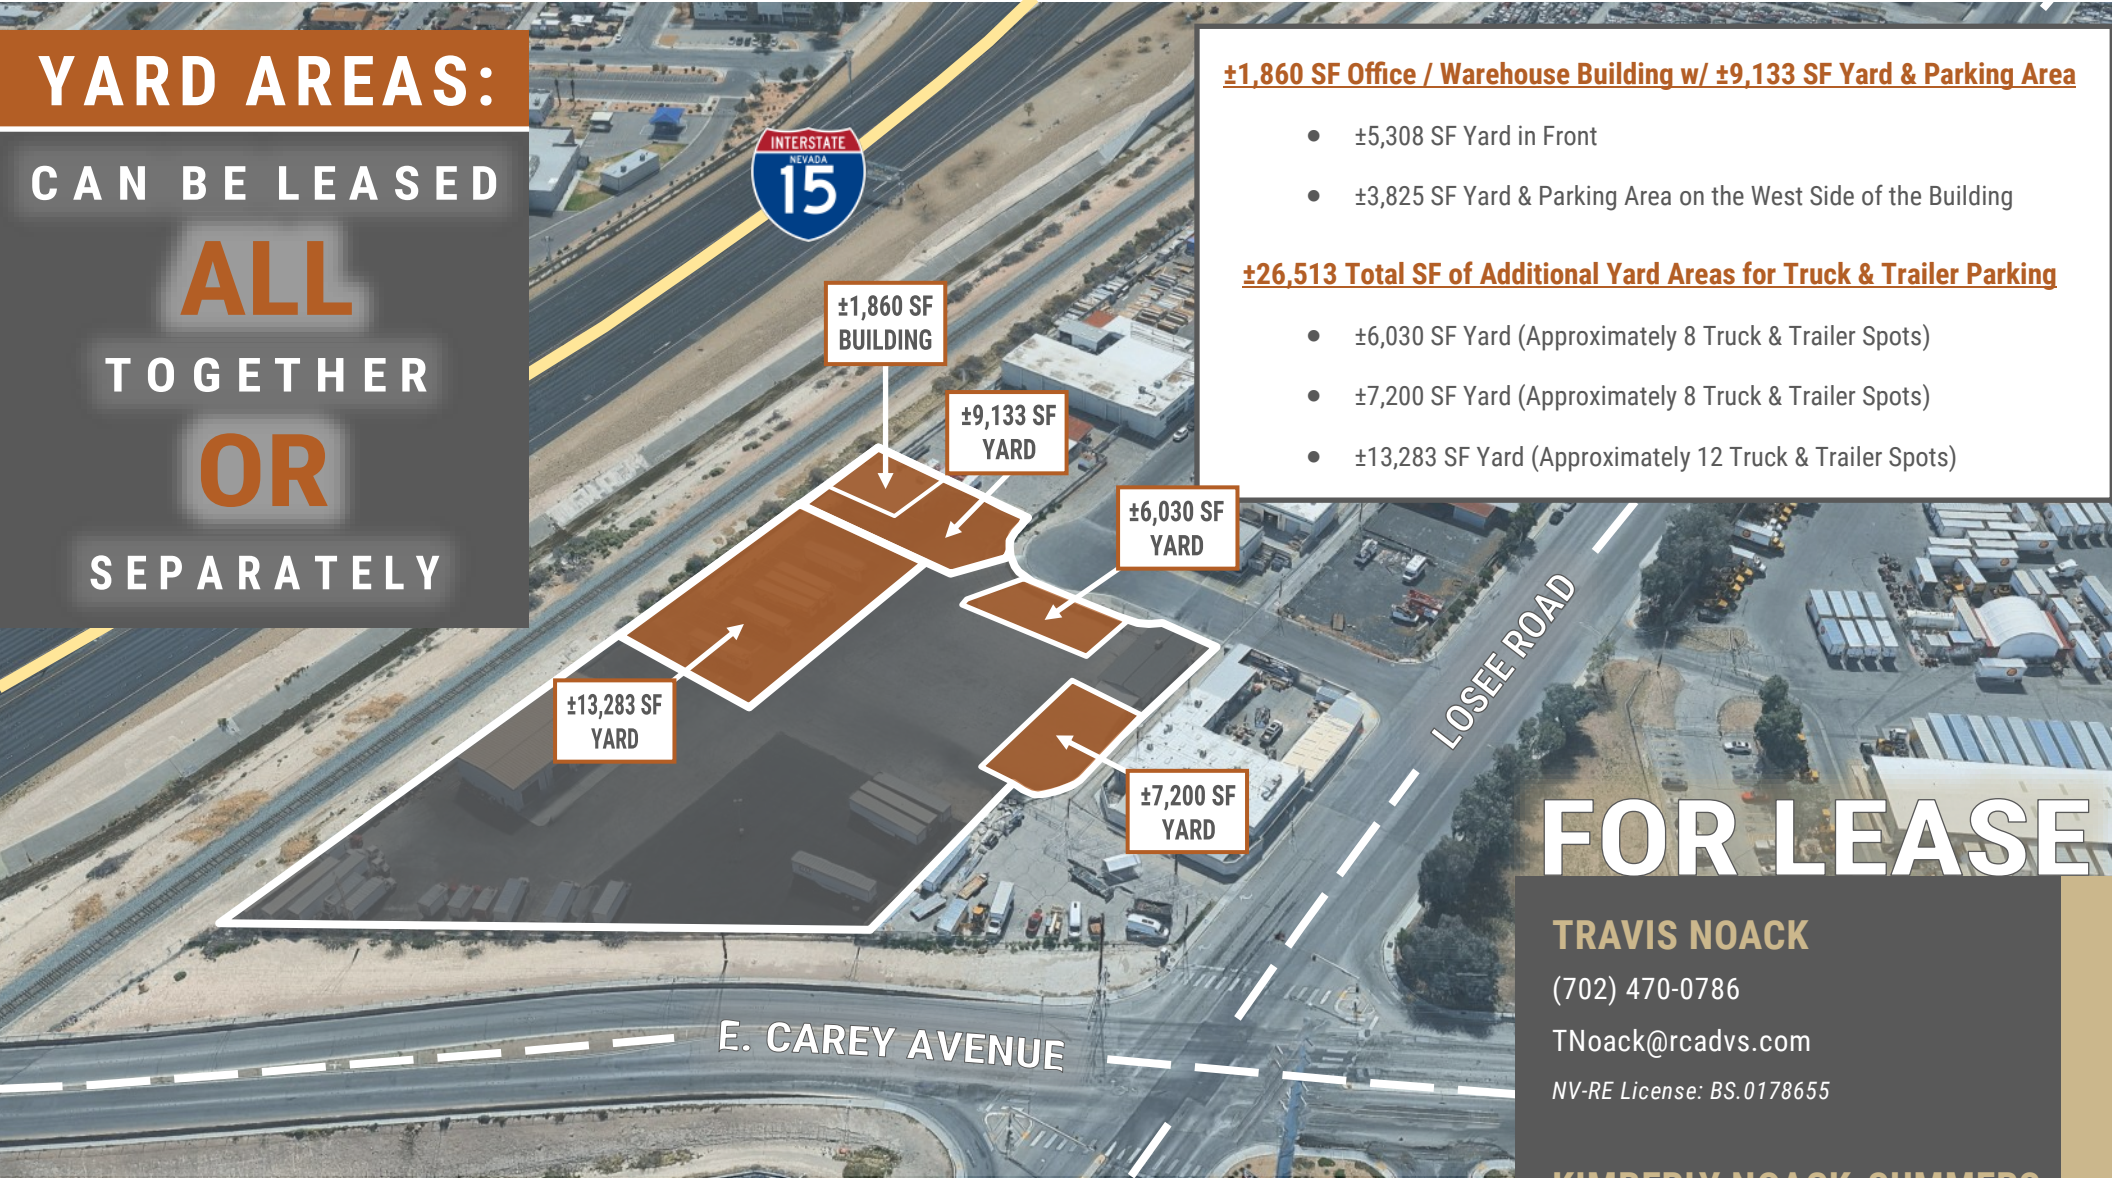 YARD AREAS:
CAN BE LEASED
ALL
TOGETHER
OR
SEPARATELY
INTERSTATE
NEVADA
15
±1,860 SF Office / Warehouse Building w/ ±9,133 SF Yard & Parking Area
● ±5,308 SF Yard in Front
● ±3,825 SF Yard & Parking Area on the West Side of the Building
±26,513 Total SF of Additional Yard Areas for Truck & Trailer Parking
● ±6,030 SF Yard (Approximately 8 Truck & Trailer Spots)
● ±7,200 SF Yard (Approximately 8 Truck & Trailer Spots)
● ±13,283 SF Yard (Approximately 12 Truck & Trailer Spots)
±1,860 SF
BUILDING
±9,133 SF
YARD
±6,030 SF
YARD
±13,283 SF
YARD
±7,200 SF
YARD
LOSEE ROAD
E. CAREY AVENUE
FOR LEASE
TRAVIS NOACK
(702) 470-0786
TNoack@rcadvs.com
NV-RE License: BS.0178655
KIMBERLY NOACK-SUMMERS